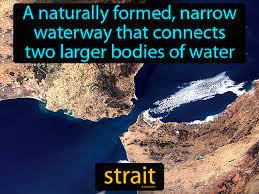 A naturally formed, narrow
waterway that connects
two larger bodies of water
strait